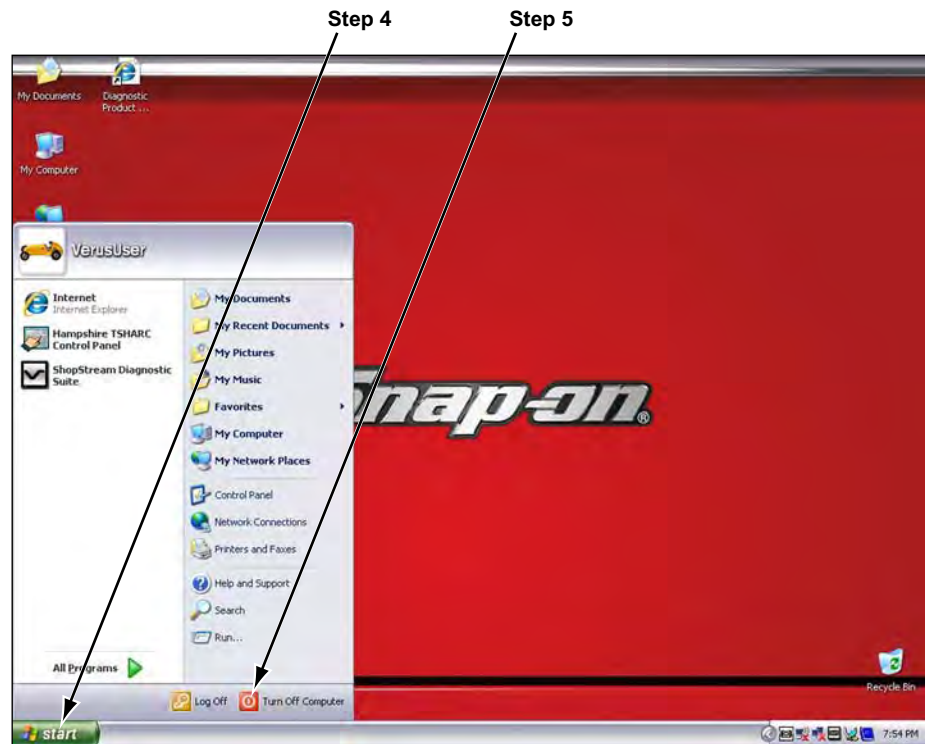 Step 4
Step 5
My Documents
Diagnostic
Product ...
My Computer
VerusUser
Internet
Internet Explorer
Hampshire TSHARC
Control Panel
ShopStream Diagnostic
Suite
My Documents
My Recent Documents
My Pictures
My Music
Favorites
My Computer
My Network Places
Control Panel
Network Connections
Printers and Faxes
Help and Support
Search
Run...
All Programs
Log Off
Turn Off Computer
Snap-on®
Recycle Bin
start
7:54 PM